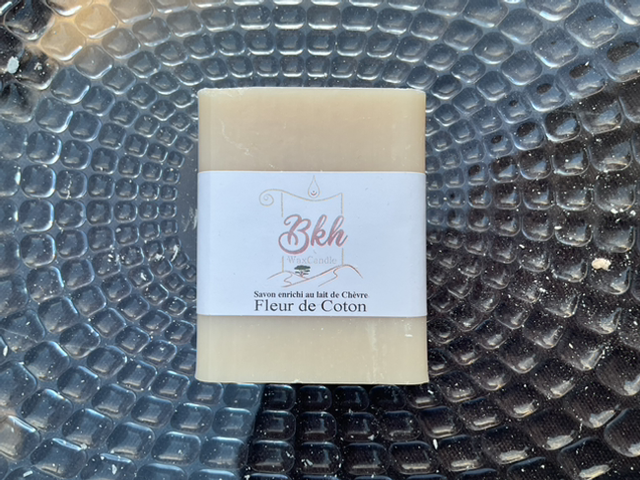 Bkh
WaxCandle
Savon enrichi au lait de Chèvre
Fleur de Coton